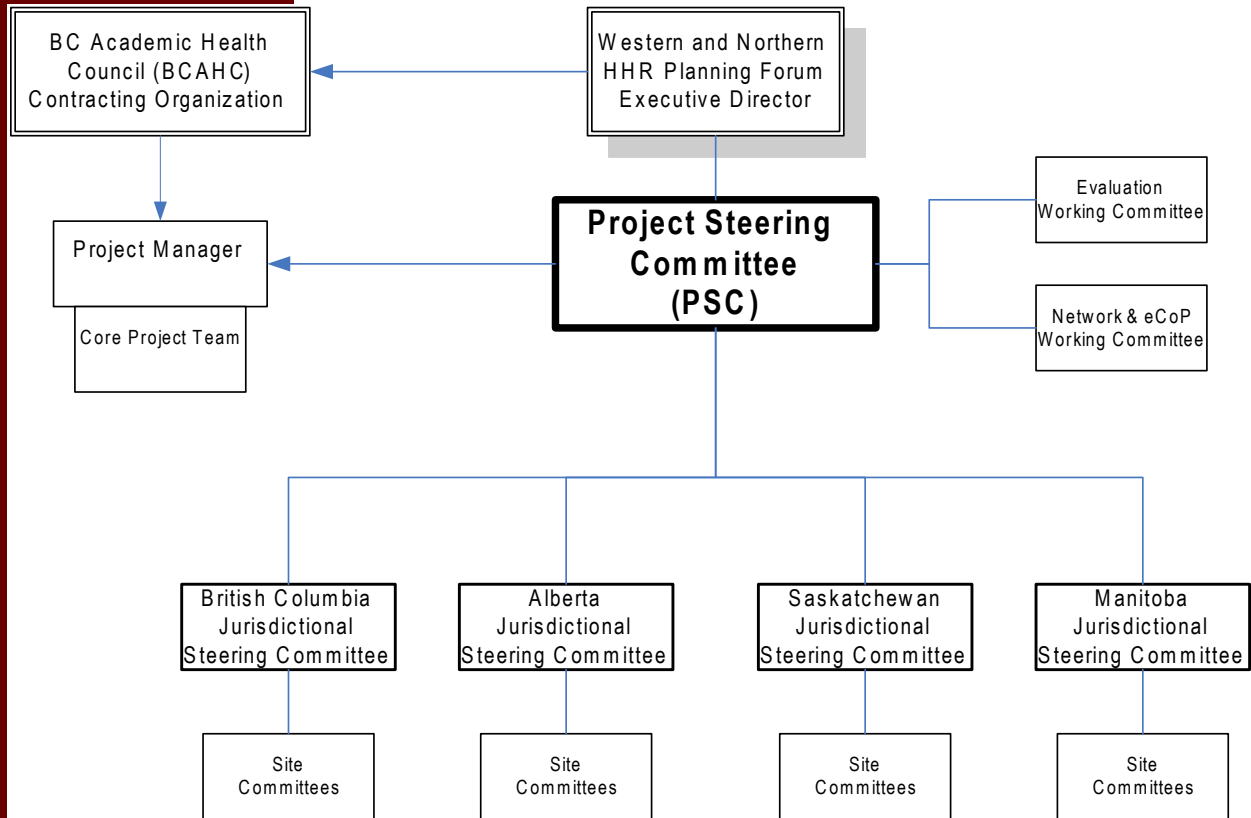 BC Academic Health
Council (BCAHC)
Contracting Organization
Western and Northern
HHR Planning Forum
Executive Director
Evaluation
Working Committee
Project Steering
Committee
(PSC)
Project Manager
Core Project Team
Network & eCoP
Working Committee
British Columbia
Jurisdictional
Steering Committee
Alberta
Jurisdictional
Steering Committee
Saskatchewan
Jurisdictional
Steering Committee
Manitoba
Jurisdictional
Steering Committee
Site
Committees
Site
Committees
Site
Committees
Site
Committees